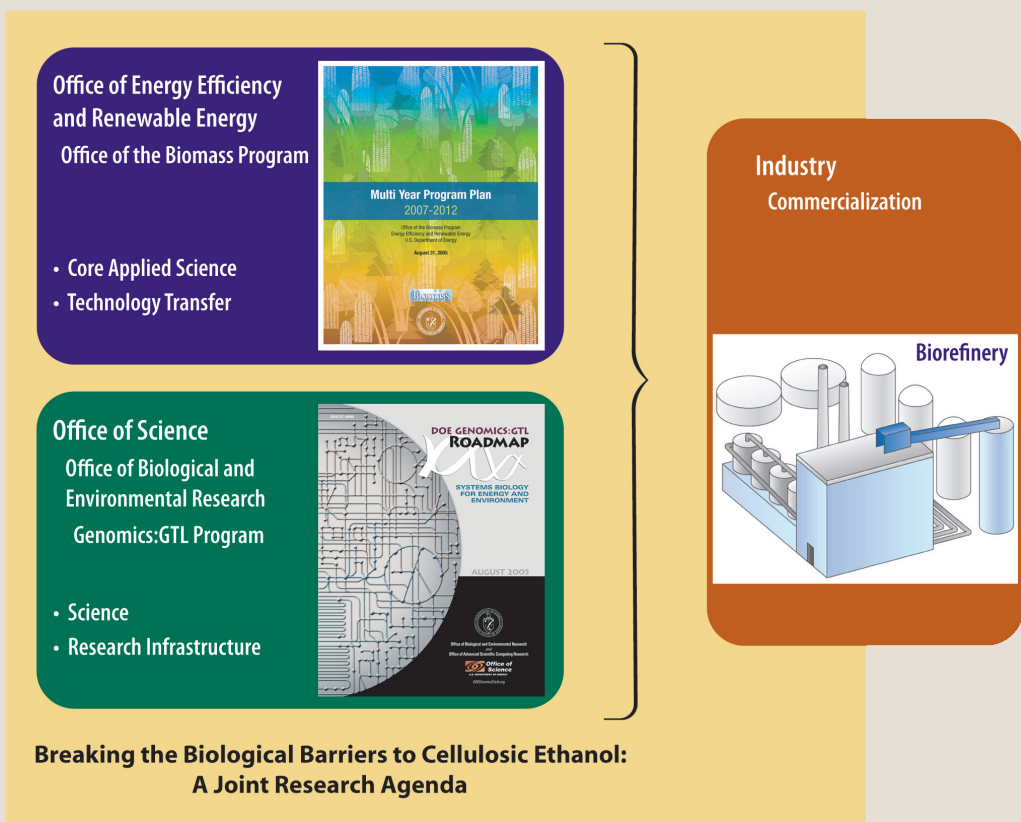 Office of Energy Efficiency
and Renewable Energy
Office of the Biomass Program
• Core Applied Science
• Technology Transfer
Multi Year Program Plan
2007-2012
Office of the Biomass Program
Energy Efficiency and Renewable Energy
U.S. Department of Energy
August 31, 2005
Biomass
Office of Science
Office of Biological and
Environmental Research
Genomics:GTL Program
• Science
• Research Infrastructure
DOE GENOMICS:GTL
ROADMAP
SYSTEMS BIOLOGY
FOR ENERGY AND
ENVIRONMENT
AUGUST 2005
Office of Biological and Environmental Research
and
Office of Advanced Scientific Computing Research
Office of
Science
U.S. DEPARTMENT OF ENERGY
Industry
Commercialization
Biorefinery
Breaking the Biological Barriers to Cellulosic Ethanol:
A Joint Research Agenda